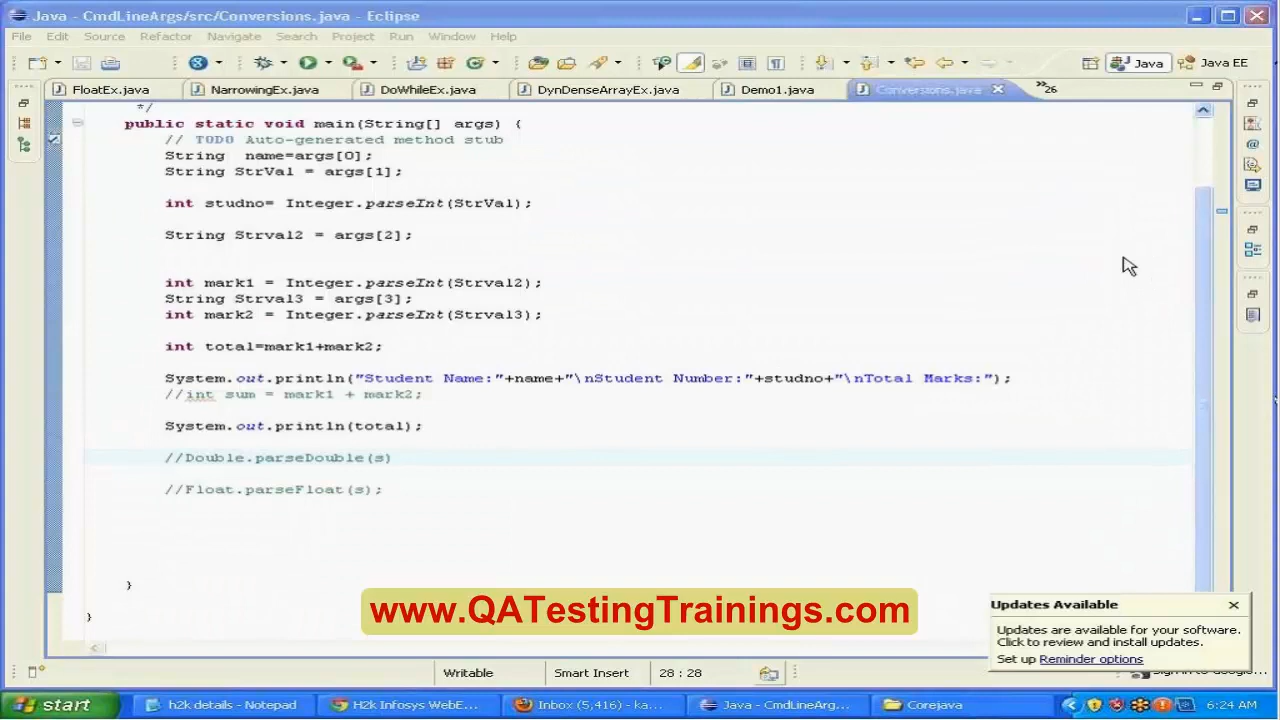 Java - CmdLineArgs/src/Conversions.java - Eclipse
File Edit Source Refactor Navigate Search Project Run Window Help
Java Java EE
FloatEx.java NarrowingEx.java DoWhileEx.java DynDenseArrayEx.java Demo1.java Conversions.java »26
*/
public static void main(String[] args) {
// TODO Auto-generated method stub
String name=args[0];
String StrVal = args[1];
int studno= Integer.parseInt(StrVal);
String Strval2 = args[2];
int mark1 = Integer.parseInt(Strval2);
String Strval3 = args[3];
int mark2 = Integer.parseInt(Strval3);
int total=mark1+mark2;
System.out.println("Student Name:"+name+"\nStudent Number:"+studno+"\nTotal Marks:");
//int sum = mark1 + mark2;
System.out.println(total);
//Double.parseDouble(s)
//Float.parseFloat(s);
}
}
www.QATestingTrainings.com
Updates Available
Updates are available for your software.
Click to review and install updates.
Set up Reminder options
Writable Smart Insert 28 : 28
start h2k details - Notepad H2k Infosys WebE... Inbox (5,416) - ka... Java - CmdLineArg... Corejava 6:24 AM